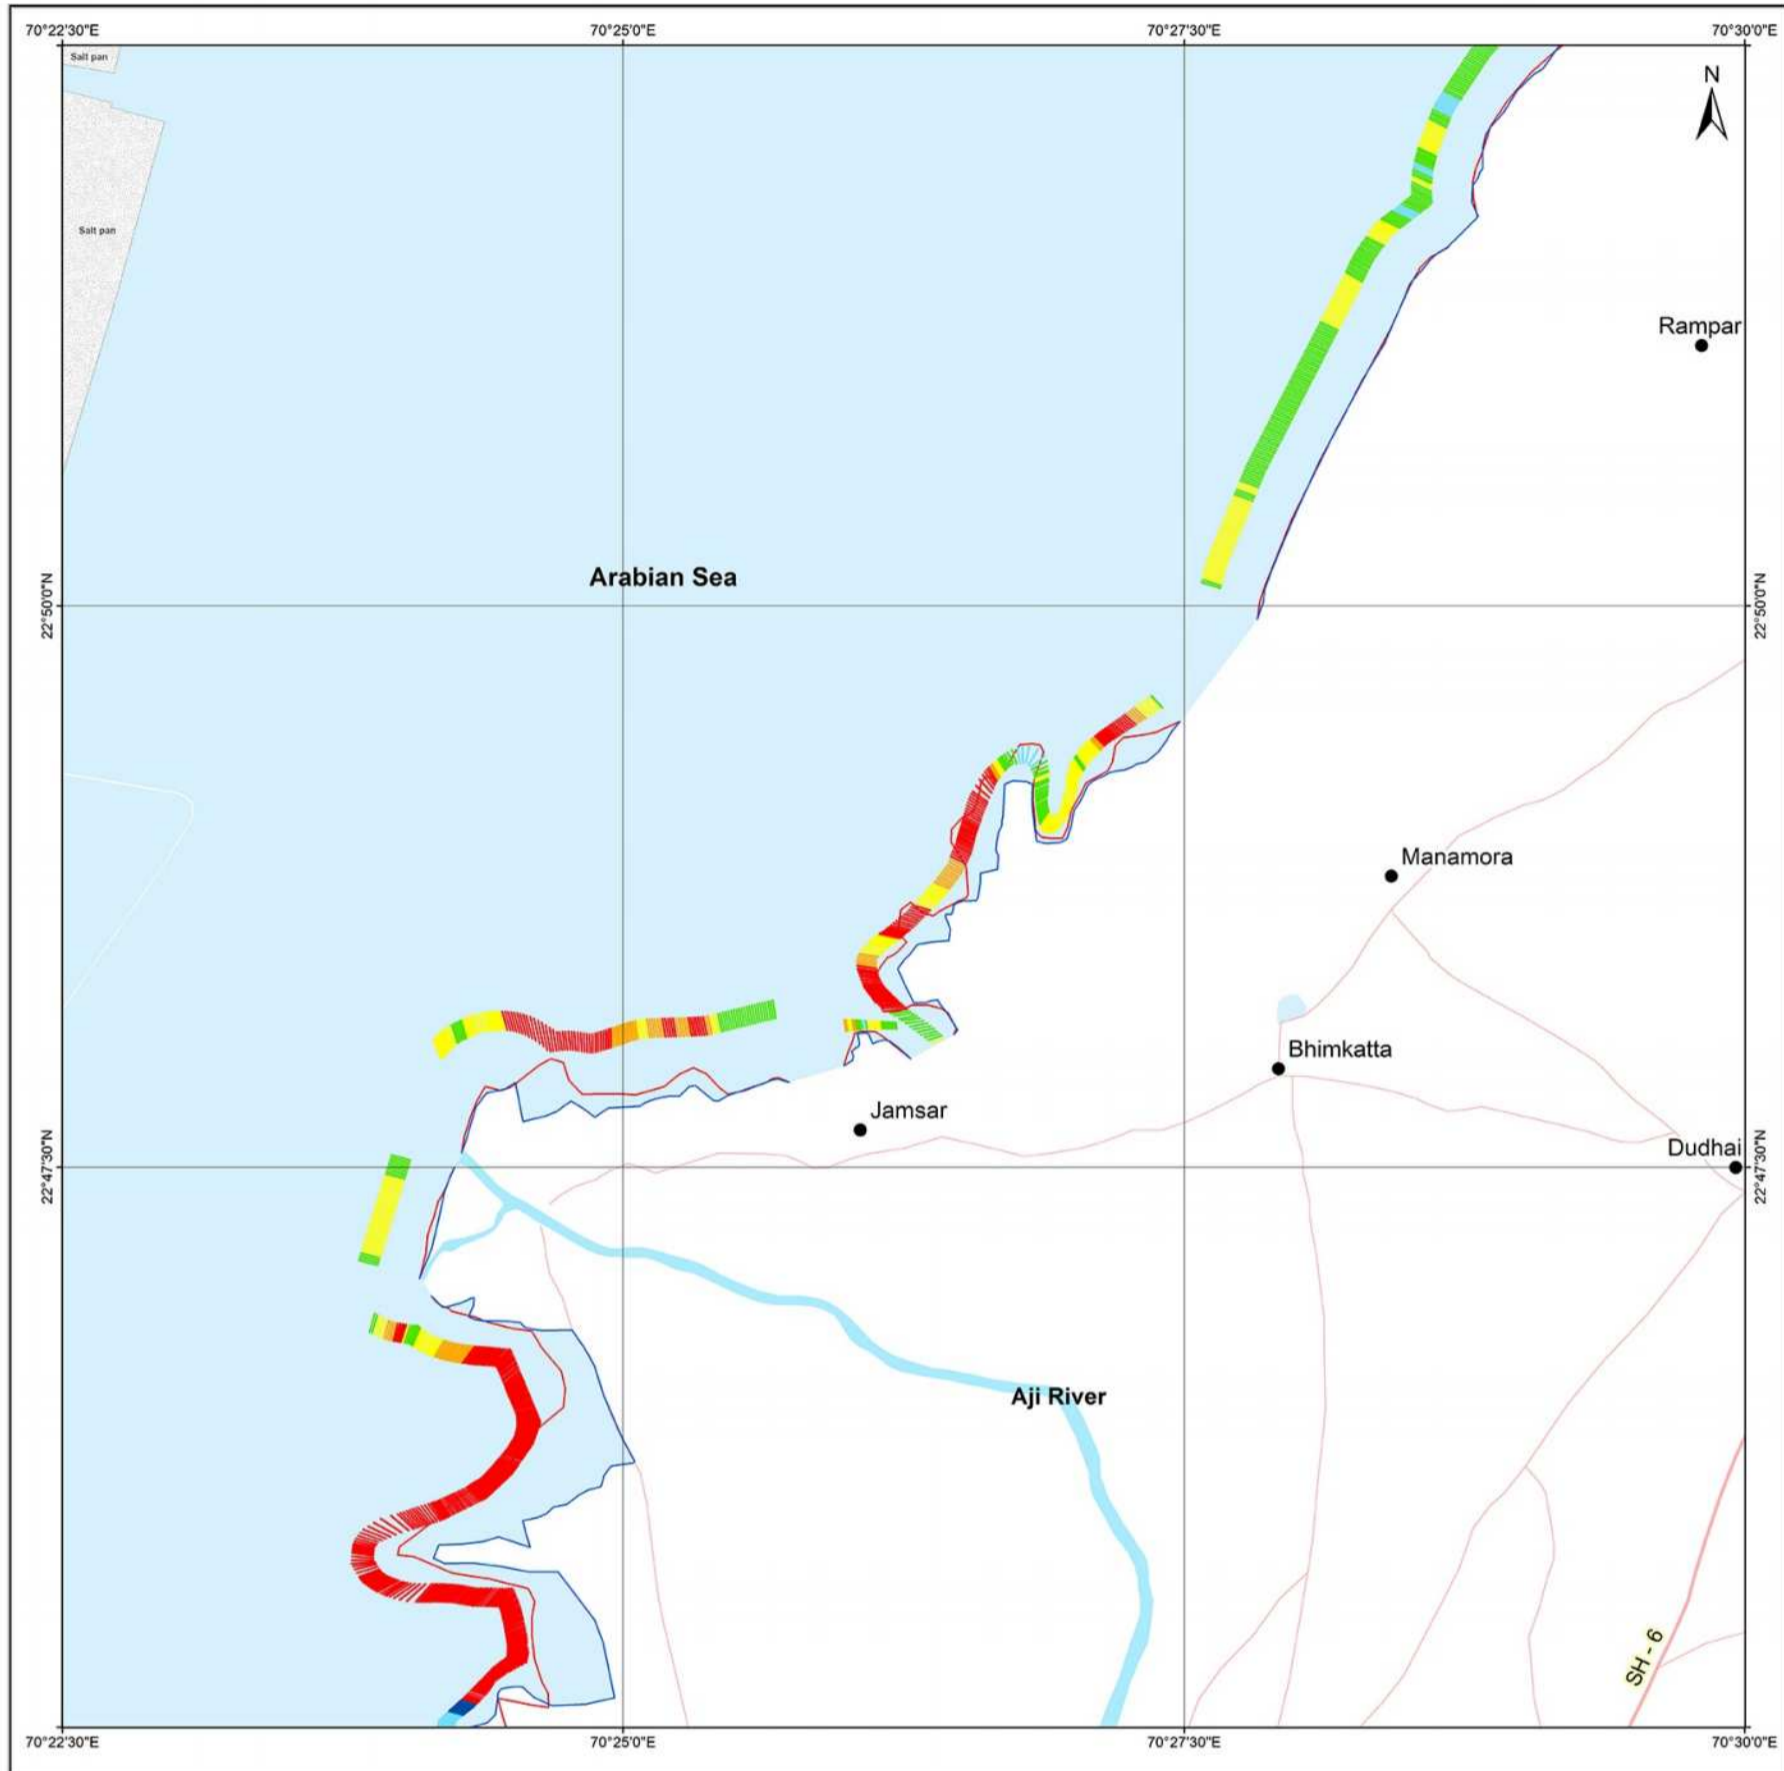 70°22'30"E 70°25'0"E 70°27'30"E 70°30'0"E
Salt pan
N
Salt pan
Rampar
Arabian Sea
22°50'0"N 22°50'0"N
Manamora
Bhimkatta
Jamsar
Dudhai
22°47'30"N 22°47'30"N
Aji River
SH - 6
70°22'30"E 70°25'0"E 70°27'30"E 70°30'0"E